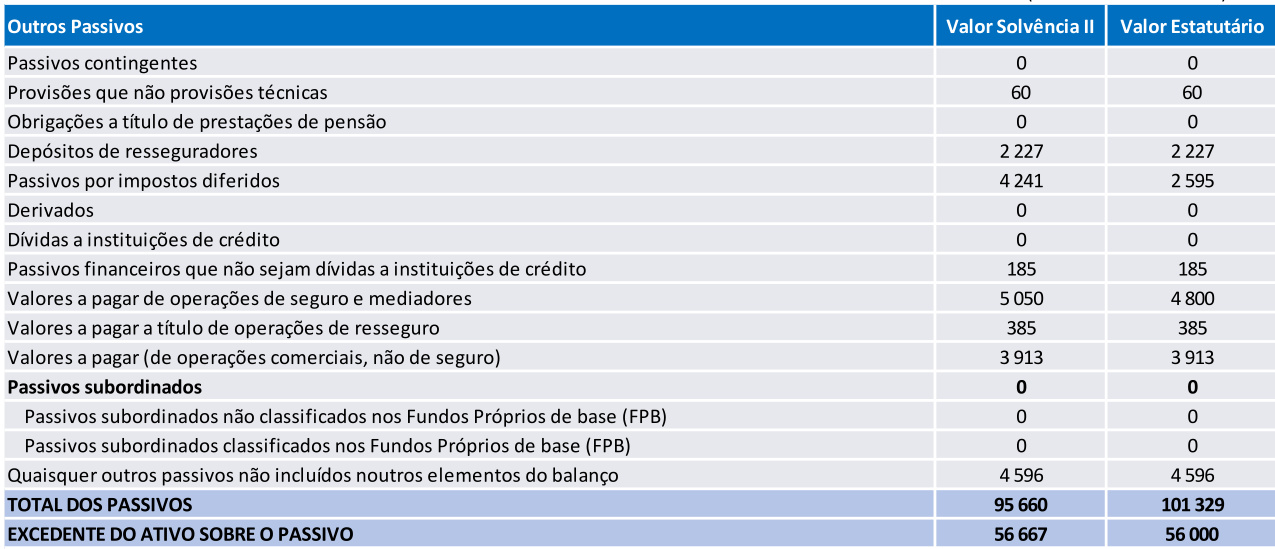 Outros Passivos Valor Solvência II Valor Estatutário
Passivos contingentes 0 0
Provisões que não provisões técnicas 60 60
Obrigações a título de prestações de pensão 0 0
Depósitos de resseguradores 2 227 2 227
Passivos por impostos diferidos 4 241 2 595
Derivados 0 0
Dívidas a instituições de crédito 0 0
Passivos financeiros que não sejam dívidas a instituições de crédito 185 185
Valores a pagar de operações de seguro e mediadores 5 050 4 800
Valores a pagar a título de operações de resseguro 385 385
Valores a pagar (de operações comerciais, não de seguro) 3 913 3 913
Passivos subordinados 0 0
Passivos subordinados não classificados nos Fundos Próprios de base (FPB) 0 0
Passivos subordinados classificados nos Fundos Próprios de base (FPB) 0 0
Quaisquer outros passivos não incluídos noutros elementos do balanço 4 596 4 596
TOTAL DOS PASSIVOS 95 660 101 329
EXCEDENTE DO ATIVO SOBRE O PASSIVO 56 667 56 000